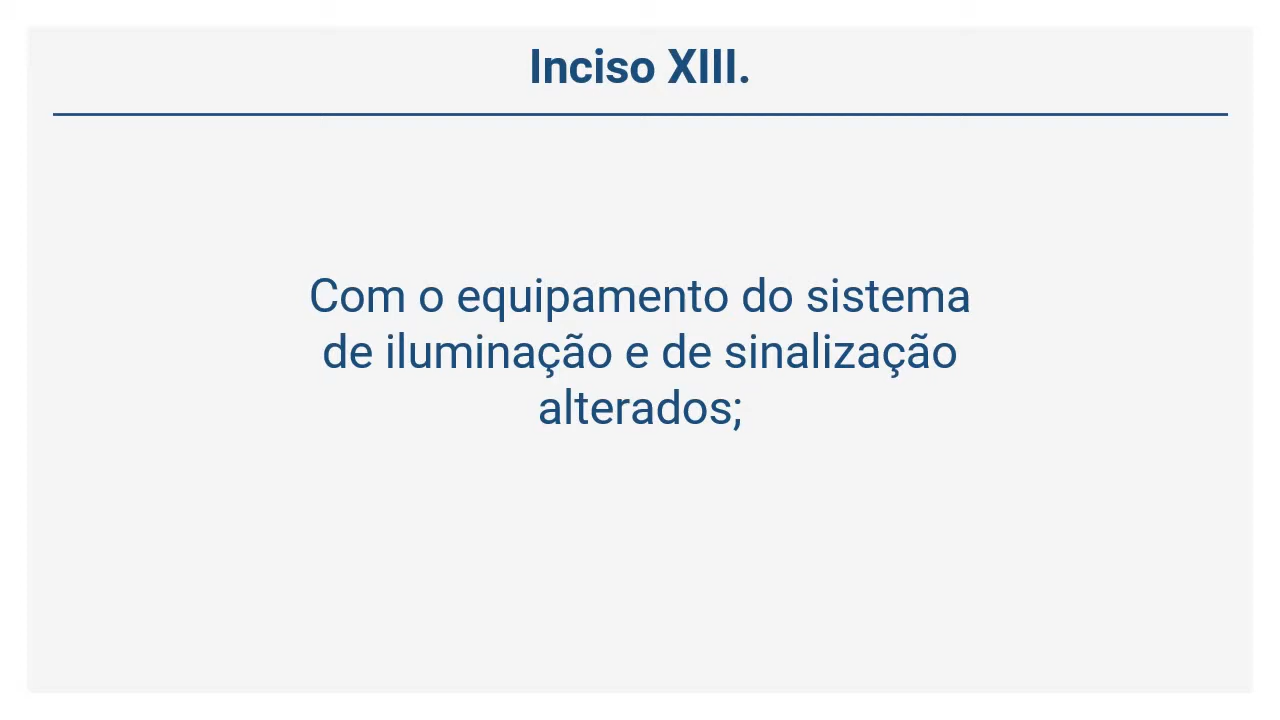 Inciso XIII.
Com o equipamento do sistema
de iluminação e de sinalização
alterados;